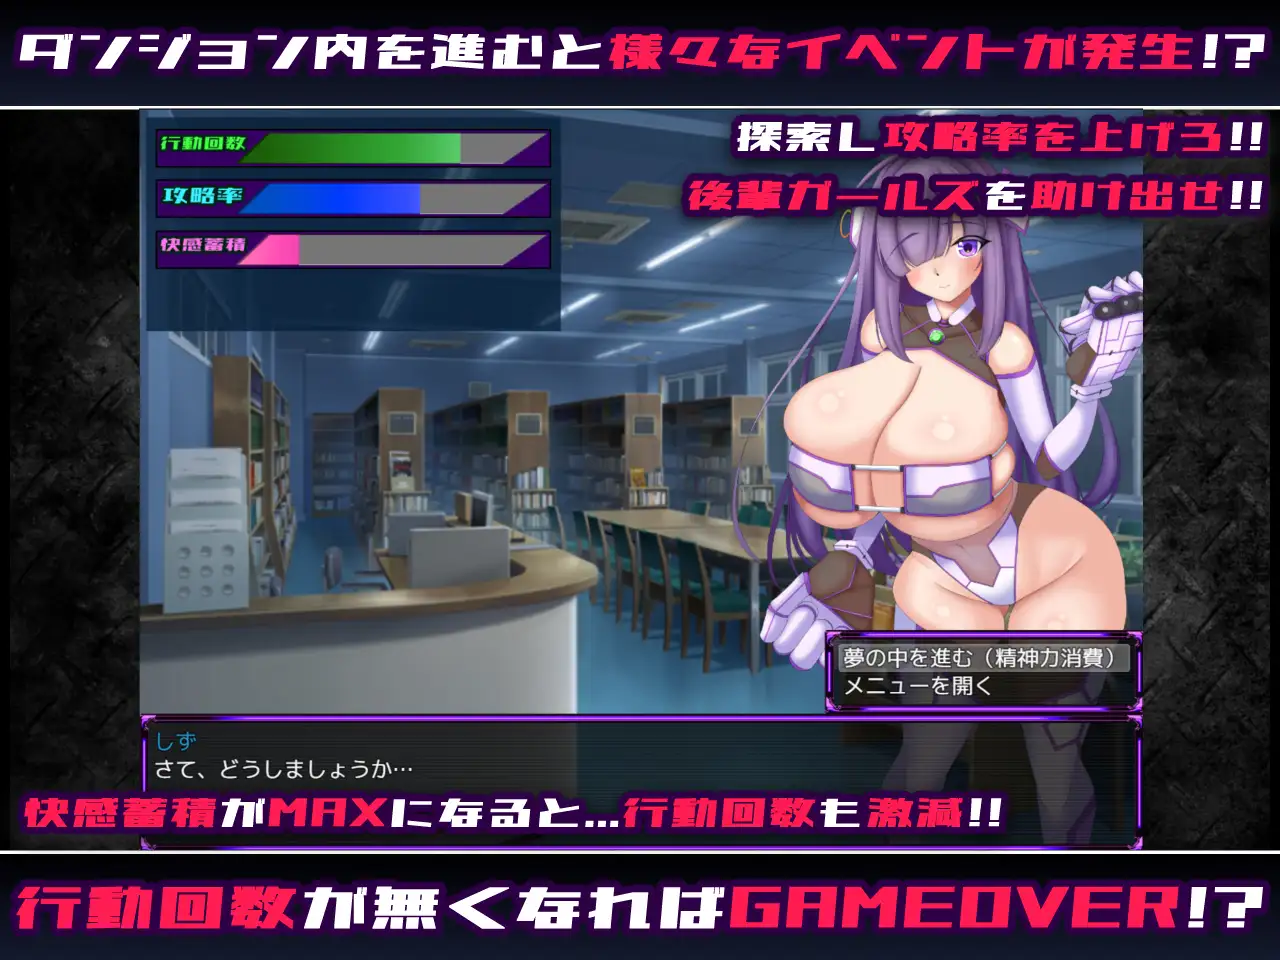 ダンジョン内を進むと様々なイベントが発生!?
行動回数
攻略率
快感蓄積
探索し攻略率を上げろ!!
後輩ガールズを助け出せ!!
夢の中を進む（精神力消費）
メニューを開く
しず
さて、どうしましょうか…
快感蓄積がMAXになると...行動回数も激減!!
行動回数が無くなればGAMEOVER!?